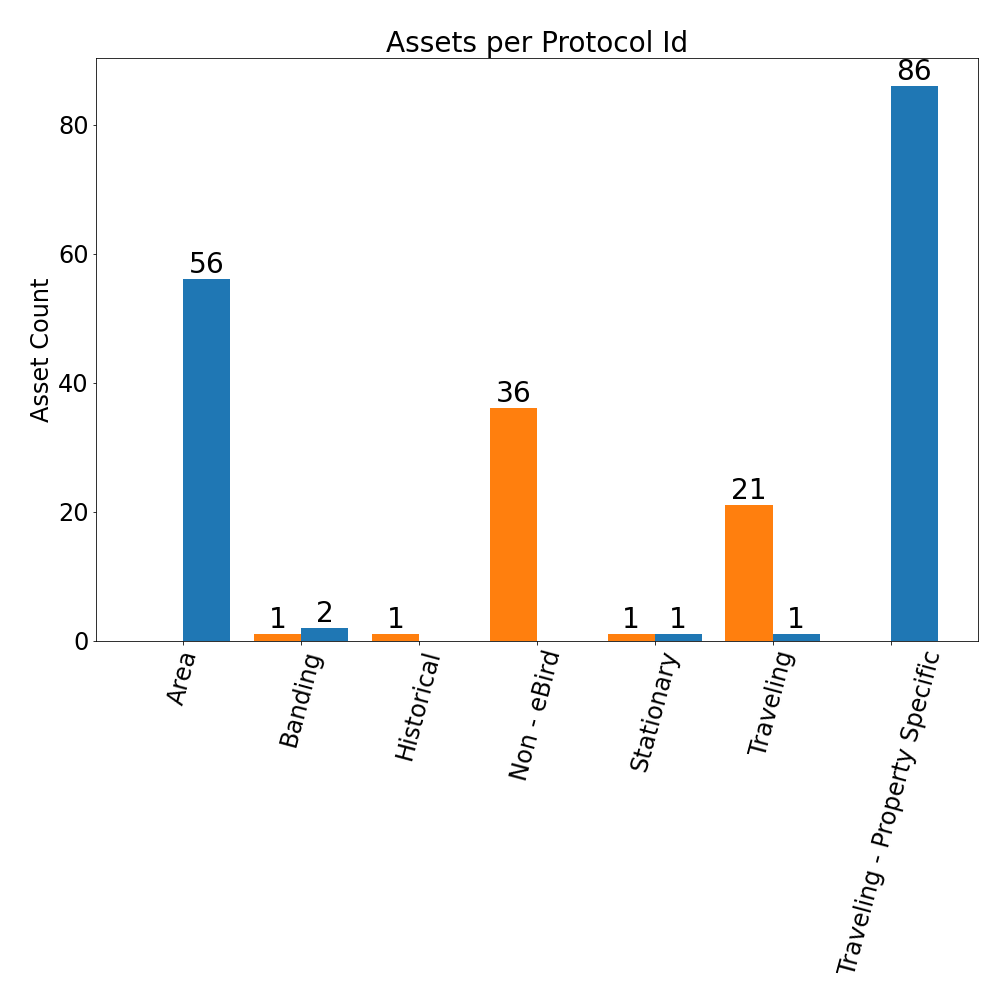 Assets per Protocol Id
86
80
60
56
Asset Count
40
36
21
20
1
2
1
1
1
1
0
Area
Banding
Historical
Non - eBird
Stationary
Traveling
Traveling - Property Specific